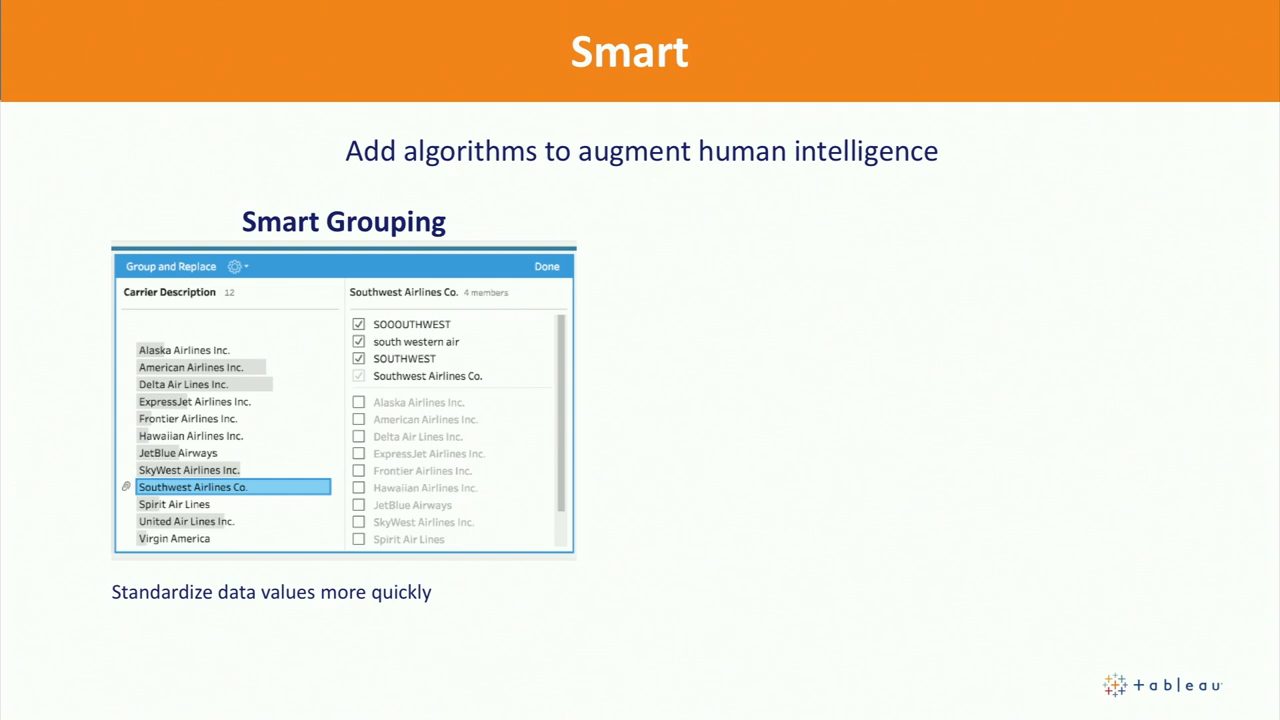 Smart
Add algorithms to augment human intelligence
Smart Grouping
Group and Replace
Done
Carrier Description 12
Alaska Airlines Inc.
American Airlines Inc.
Delta Air Lines Inc.
ExpressJet Airlines Inc.
Frontier Airlines Inc.
Hawaiian Airlines Inc.
JetBlue Airways
SkyWest Airlines Inc.
Southwest Airlines Co.
Spirit Air Lines
United Air Lines Inc.
Virgin America
Southwest Airlines Co. 4 members
SOOOUTHWEST
south western air
SOUTHWEST
Southwest Airlines Co.
Alaska Airlines Inc.
American Airlines Inc.
Delta Air Lines Inc.
ExpressJet Airlines Inc.
Frontier Airlines Inc.
Hawaiian Airlines Inc.
JetBlue Airways
SkyWest Airlines Inc.
Spirit Air Lines
Standardize data values more quickly
tableau